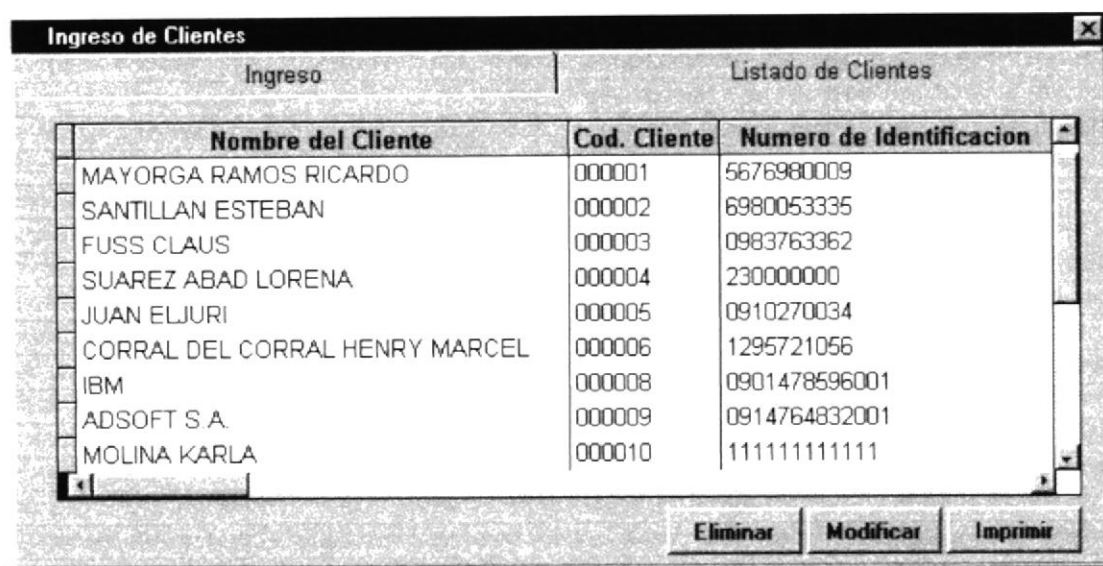 Ingreso de Clientes
Ingreso Listado de Clientes
Nombre del Cliente Cod. Cliente Numero de Identificacion
MAYORGA RAMOS RICARDO 000001 5676980009
SANTILLAN ESTEBAN 000002 6980053335
FUSS CLAUS 000003 0983763362
SUAREZ ABAD LORENA 000004 230000000
JUAN ELJURI 000005 0910270034
CORRAL DEL CORRAL HENRY MARCEL 000006 1295721056
IBM 000008 0901478596001
ADSOFT S.A. 000009 0914764832001
MOLINA KARLA 000010 111111111111
Eliminar Modificar Imprimir